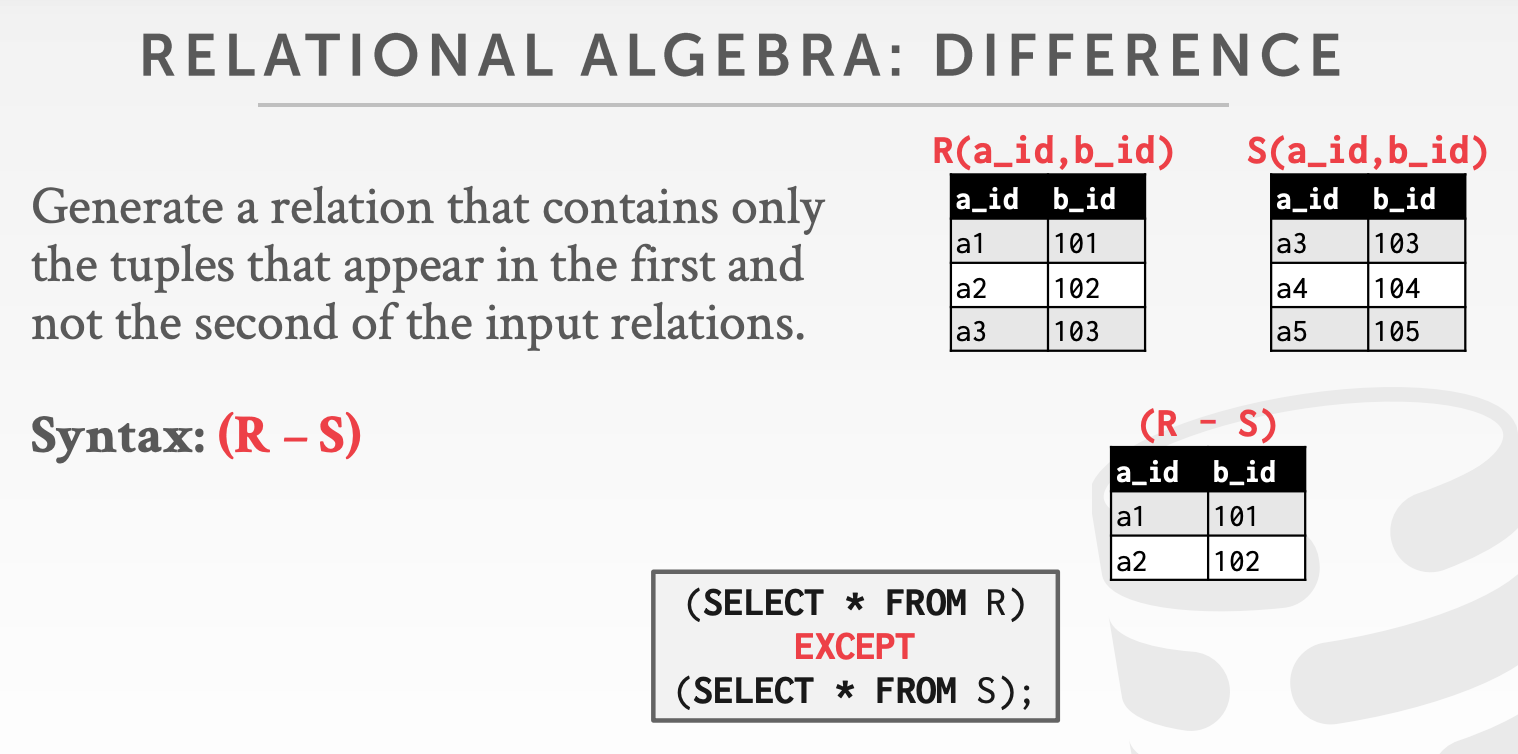 RELATIONAL ALGEBRA: DIFFERENCE
Generate a relation that contains only
the tuples that appear in the first and
not the second of the input relations.
Syntax: (R – S)
R(a_id,b_id)
a_id b_id
a1 101
a2 102
a3 103
S(a_id,b_id)
a_id b_id
a3 103
a4 104
a5 105
(R - S)
a_id b_id
a1 101
a2 102
(SELECT * FROM R)
EXCEPT
(SELECT * FROM S);